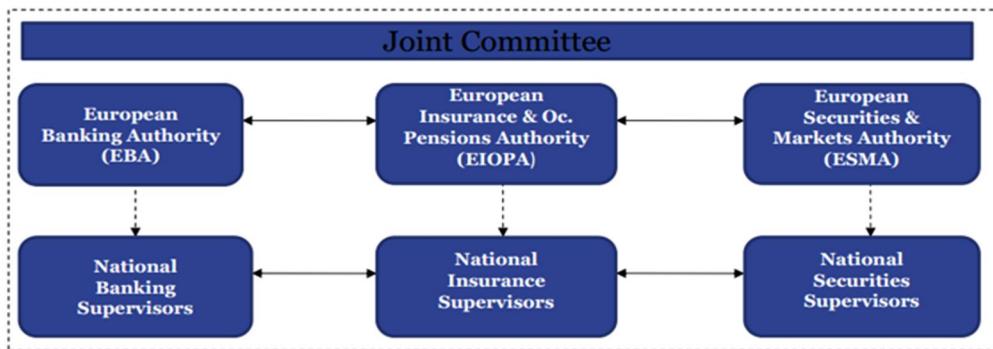 Joint Committee
European
Banking Authority
(EBA)
European
Insurance & Oc.
Pensions Authority
(EIOPA)
European
Securities &
Markets Authority
(ESMA)
National
Banking
Supervisors
National
Insurance
Supervisors
National
Securities
Supervisors